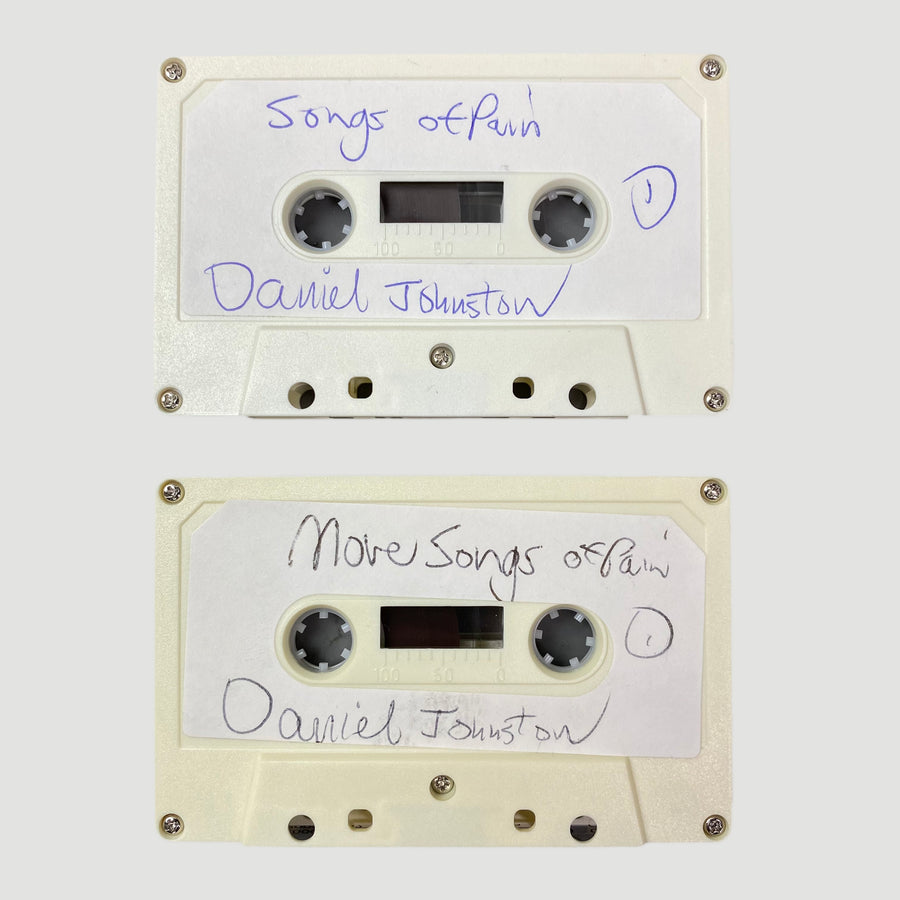 Songs of Pain
1
100 50 0
Daniel Johnston
More Songs of Pain
1
100 50 0
Daniel Johnston